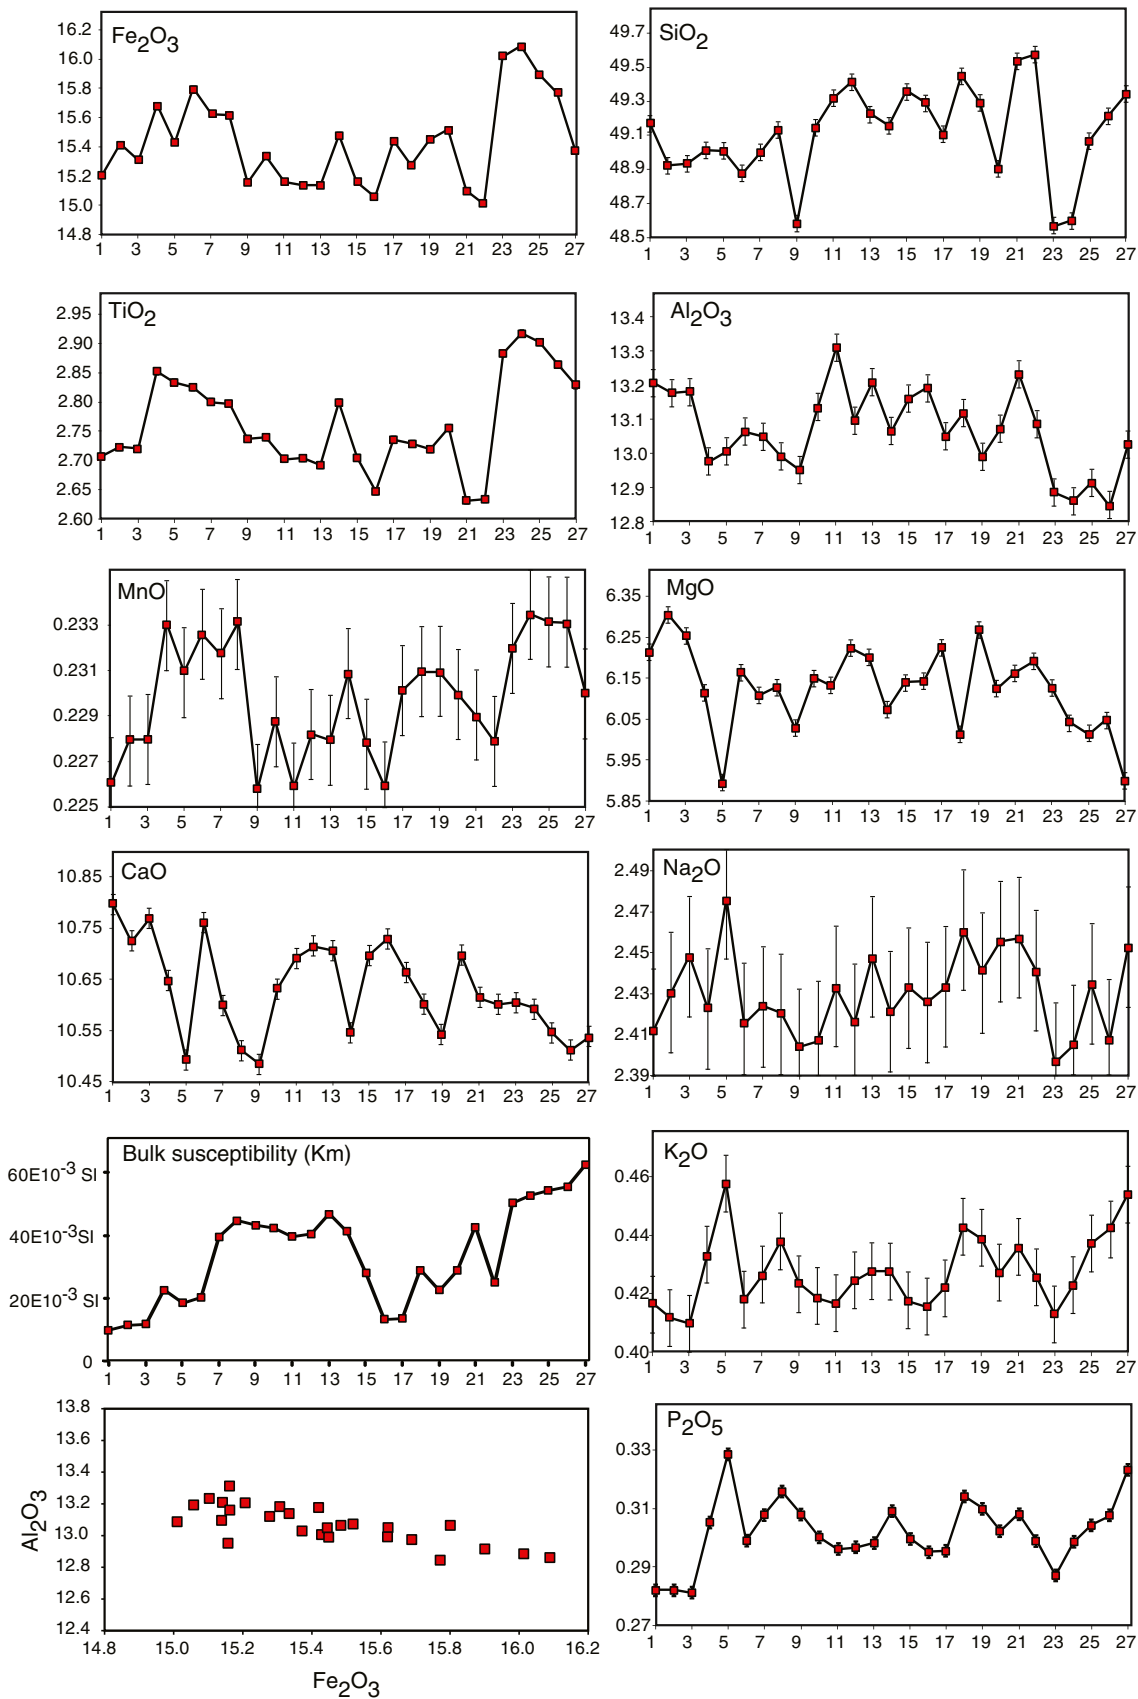 Fe₂O₃
16.2
16.0
15.8
15.6
15.4
15.2
15.0
14.8
1 3 5 7 9 11 13 15 17 19 21 23 25 27
SiO₂
49.7
49.5
49.3
49.1
48.9
48.7
48.5
1 3 5 7 9 11 13 15 17 19 21 23 25 27
TiO₂
2.95
2.90
2.85
2.80
2.75
2.70
2.65
2.60
1 3 5 7 9 11 13 15 17 19 21 23 25 27
Al₂O₃
13.4
13.3
13.2
13.1
13.0
12.9
12.8
1 3 5 7 9 11 13 15 17 19 21 23 25 27
MnO
0.233
0.231
0.229
0.227
0.225
1 3 5 7 9 11 13 15 17 19 21 23 25 27
MgO
6.35
6.25
6.15
6.05
5.95
5.85
1 3 5 7 9 11 13 15 17 19 21 23 25 27
CaO
10.85
10.75
10.65
10.55
10.45
1 3 5 7 9 11 13 15 17 19 21 23 25 27
Na₂O
2.49
2.47
2.45
2.43
2.41
2.39
1 3 5 7 9 11 13 15 17 19 21 23 25 27
Bulk susceptibility (Km)
60E10⁻³ SI
40E10⁻³SI
20E10⁻³ SI
0
1 3 5 7 9 11 13 15 17 19 21 23 25 27
K₂O
0.46
0.44
0.42
0.40
1 3 5 7 9 11 13 15 17 19 21 23 25 27
Al₂O₃
13.8
13.6
13.4
13.2
13.0
12.8
12.6
12.4
14.8 15.0 15.2 15.4 15.6 15.8 16.0 16.2
Fe₂O₃
P₂O₅
0.33
0.31
0.29
0.27
1 3 5 7 9 11 13 15 17 19 21 23 25 27